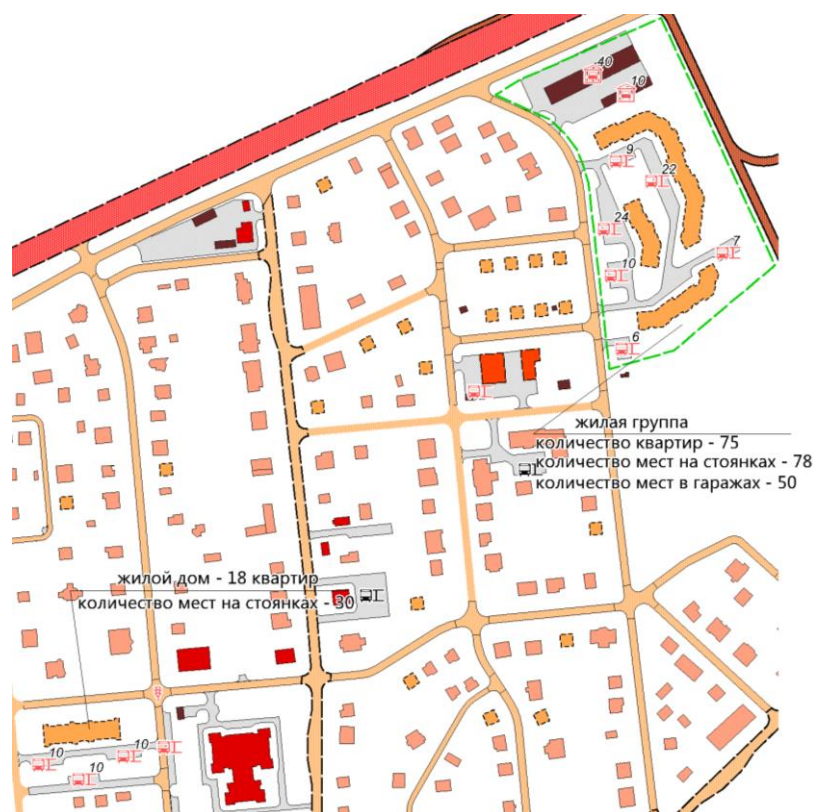 40
10
9
22
24
7
10
6
жилая группа
количество квартир - 75
количество мест на стоянках - 78
количество мест в гаражах - 50
жилой дом - 18 квартир
количество мест на стоянках - 30
10
10
10